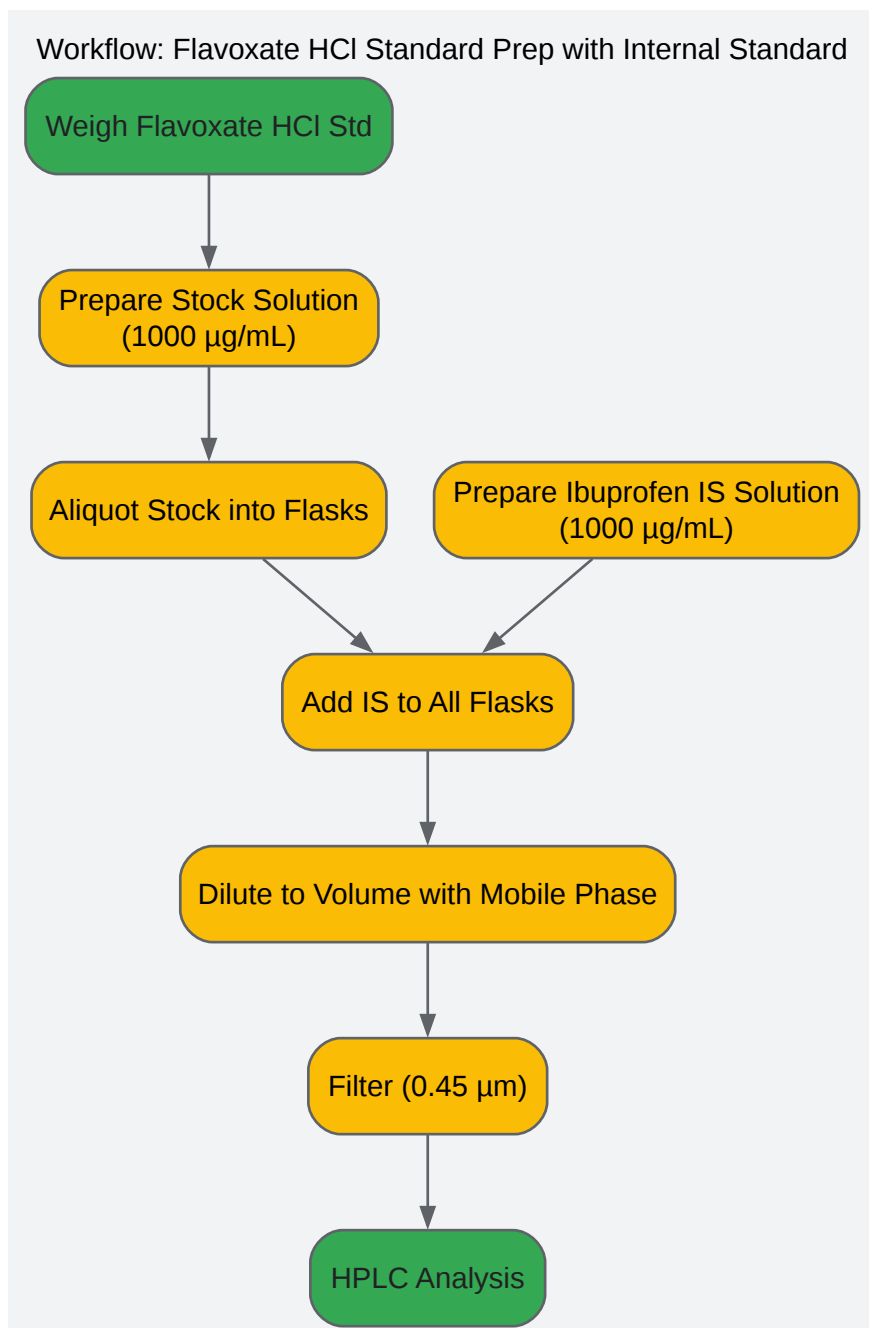 Workflow: Flavoxate HCl Standard Prep with Internal Standard
Weigh Flavoxate HCl Std
Prepare Stock Solution
(1000 µg/mL)
Aliquot Stock into Flasks
Prepare Ibuprofen IS Solution
(1000 µg/mL)
Add IS to All Flasks
Dilute to Volume with Mobile Phase
Filter (0.45 µm)
HPLC Analysis